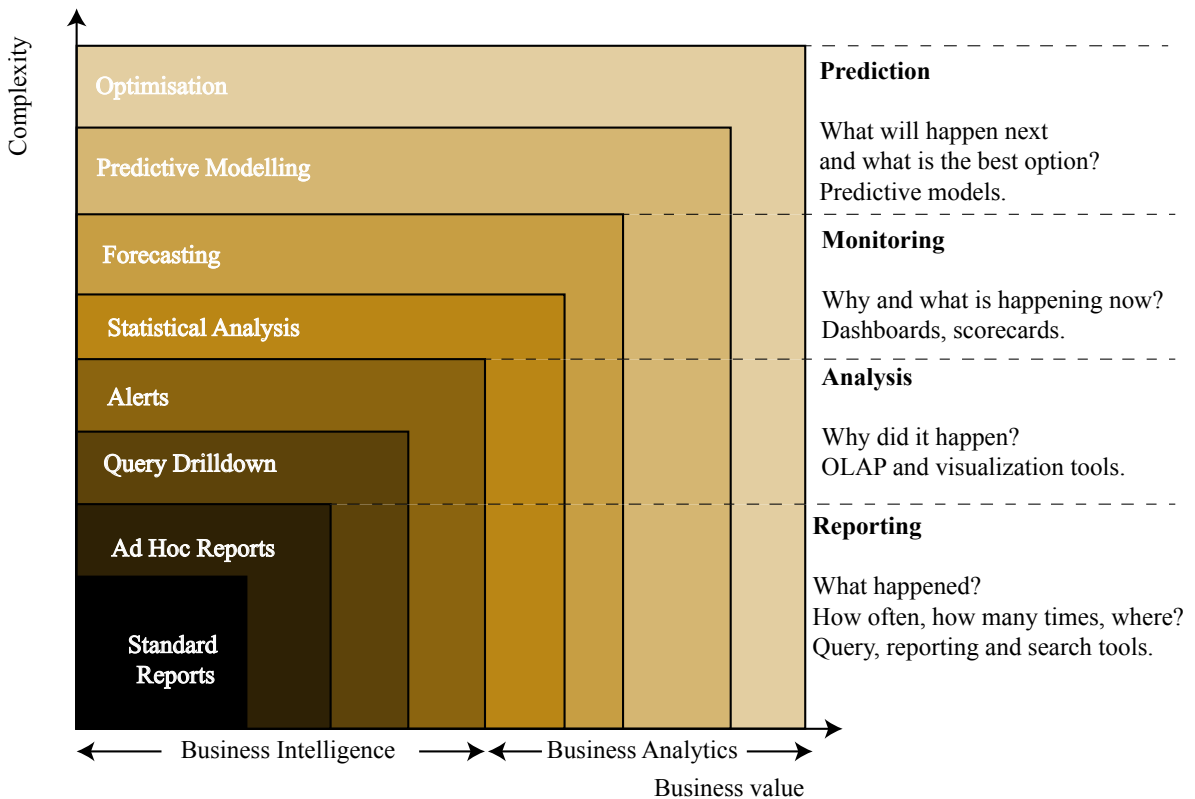 Complexity
Optimisation
Predictive Modelling
Forecasting
Statistical Analysis
Alerts
Query Drilldown
Ad Hoc Reports
Standard
Reports
Prediction
What will happen next
and what is the best option?
Predictive models.
Monitoring
Why and what is happening now?
Dashboards, scorecards.
Analysis
Why did it happen?
OLAP and visualization tools.
Reporting
What happened?
How often, how many times, where?
Query, reporting and search tools.
Business Intelligence
Business Analytics
Business value